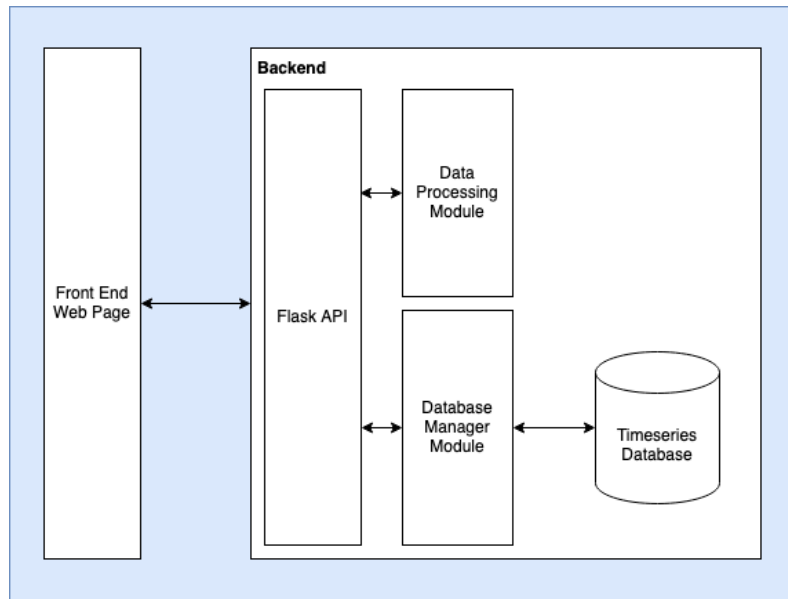 Backend
Data
Processing
Module
Front End
Web Page
Flask API
Database
Manager
Module
Timeseries
Database